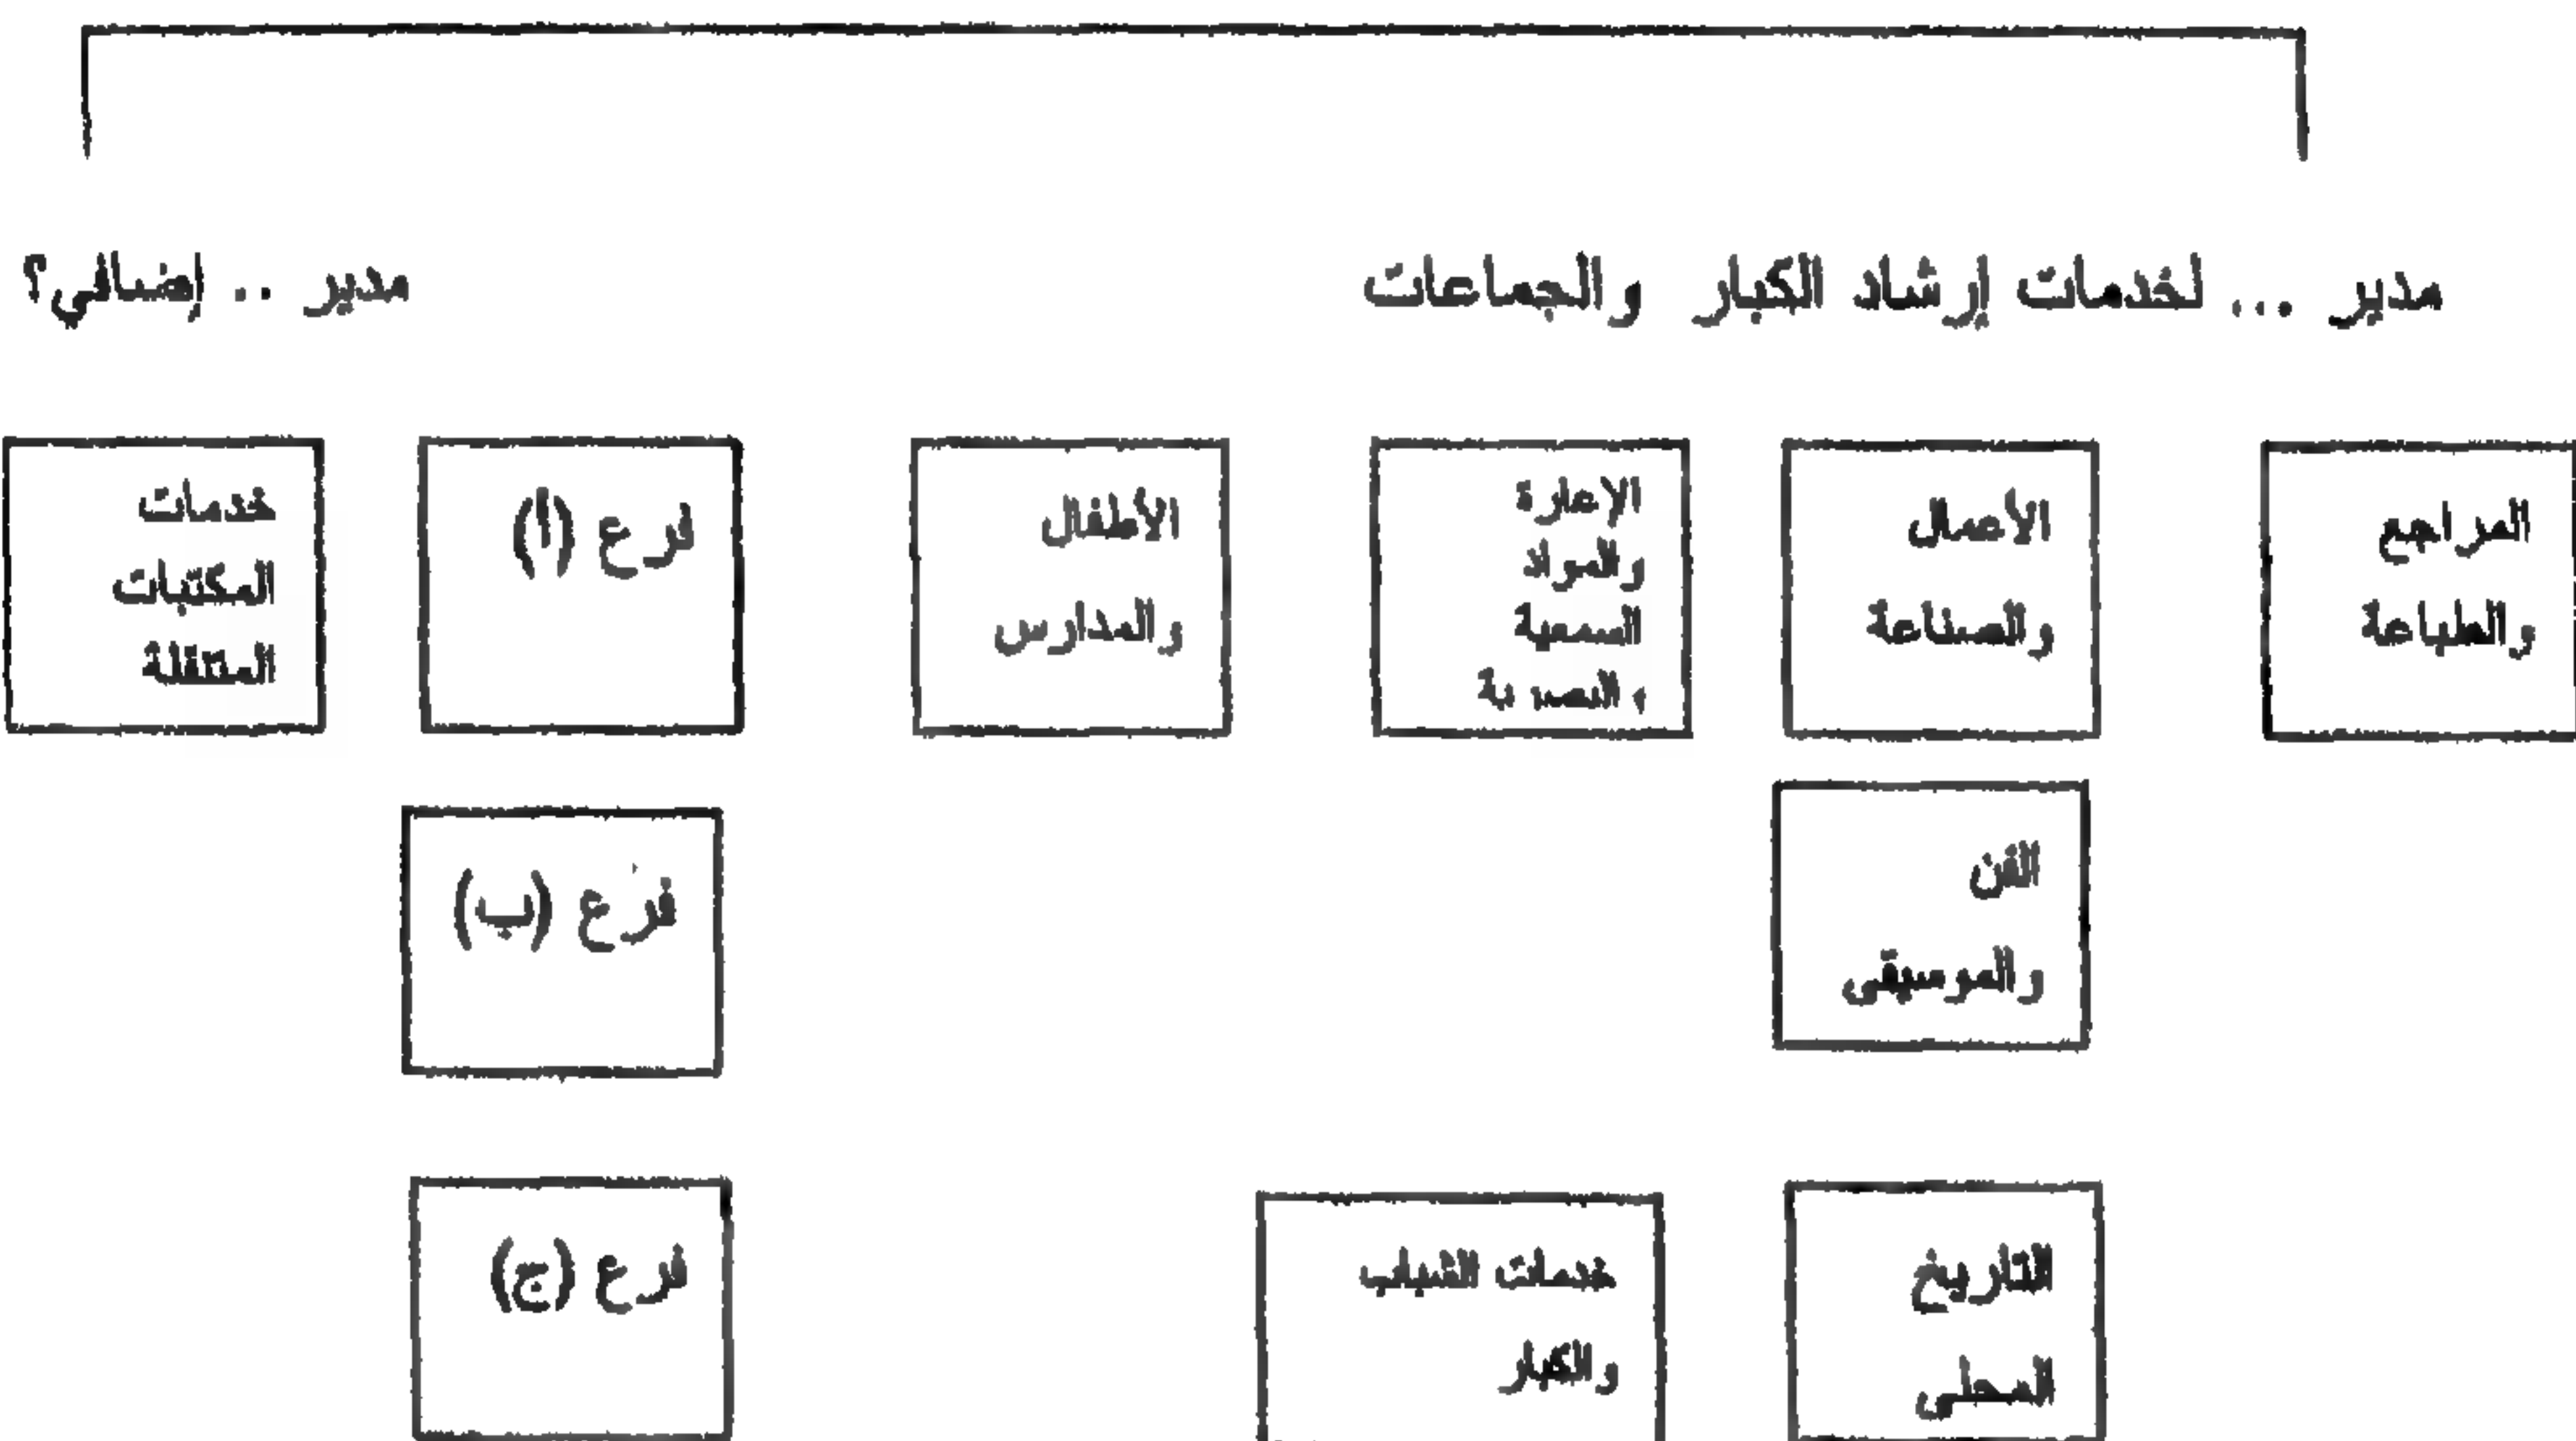 مدير ... لخدمات إرشاد الكبار والجماعات
مدير .. إضافي؟
المراجع
والطباعة
الأعمال
والصناعة
الإعارة
والمواد
السمعية
والبصرية
الأطفال
والمدارس
فرع (أ)
خدمات
المكتبات
المتنقلة
الفن
والموسيقى
فرع (ب)
التاريخ
المحلى
خدمات الشباب
والكبار
فرع (ج)